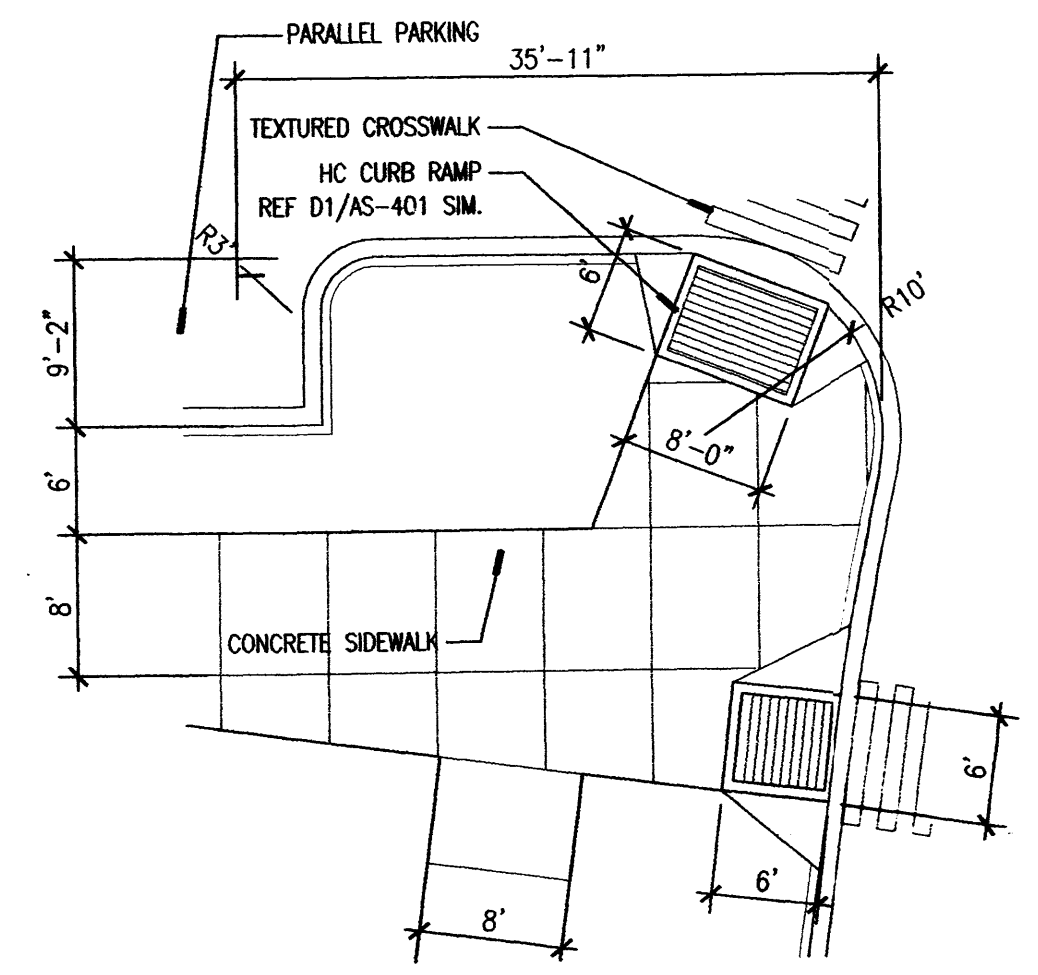 PARALLEL PARKING
35'-11"
TEXTURED CROSSWALK
HC CURB RAMP
REF D1/AS-401 SIM.
R3'
6'
R10'
9'-2"
8'-0"
6'
8'
CONCRETE SIDEWALK
6'
6'
8'